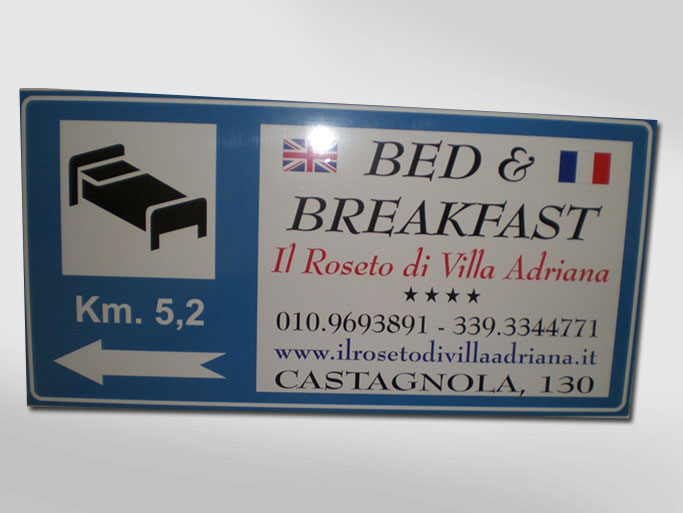 Km. 5,2
BED &
BREAKFAST
Il Roseto di Villa Adriana
★★★★
010.9693891 - 339.3344771
www.ilrosetodivillaadriana.it
CASTAGNOLA, 130